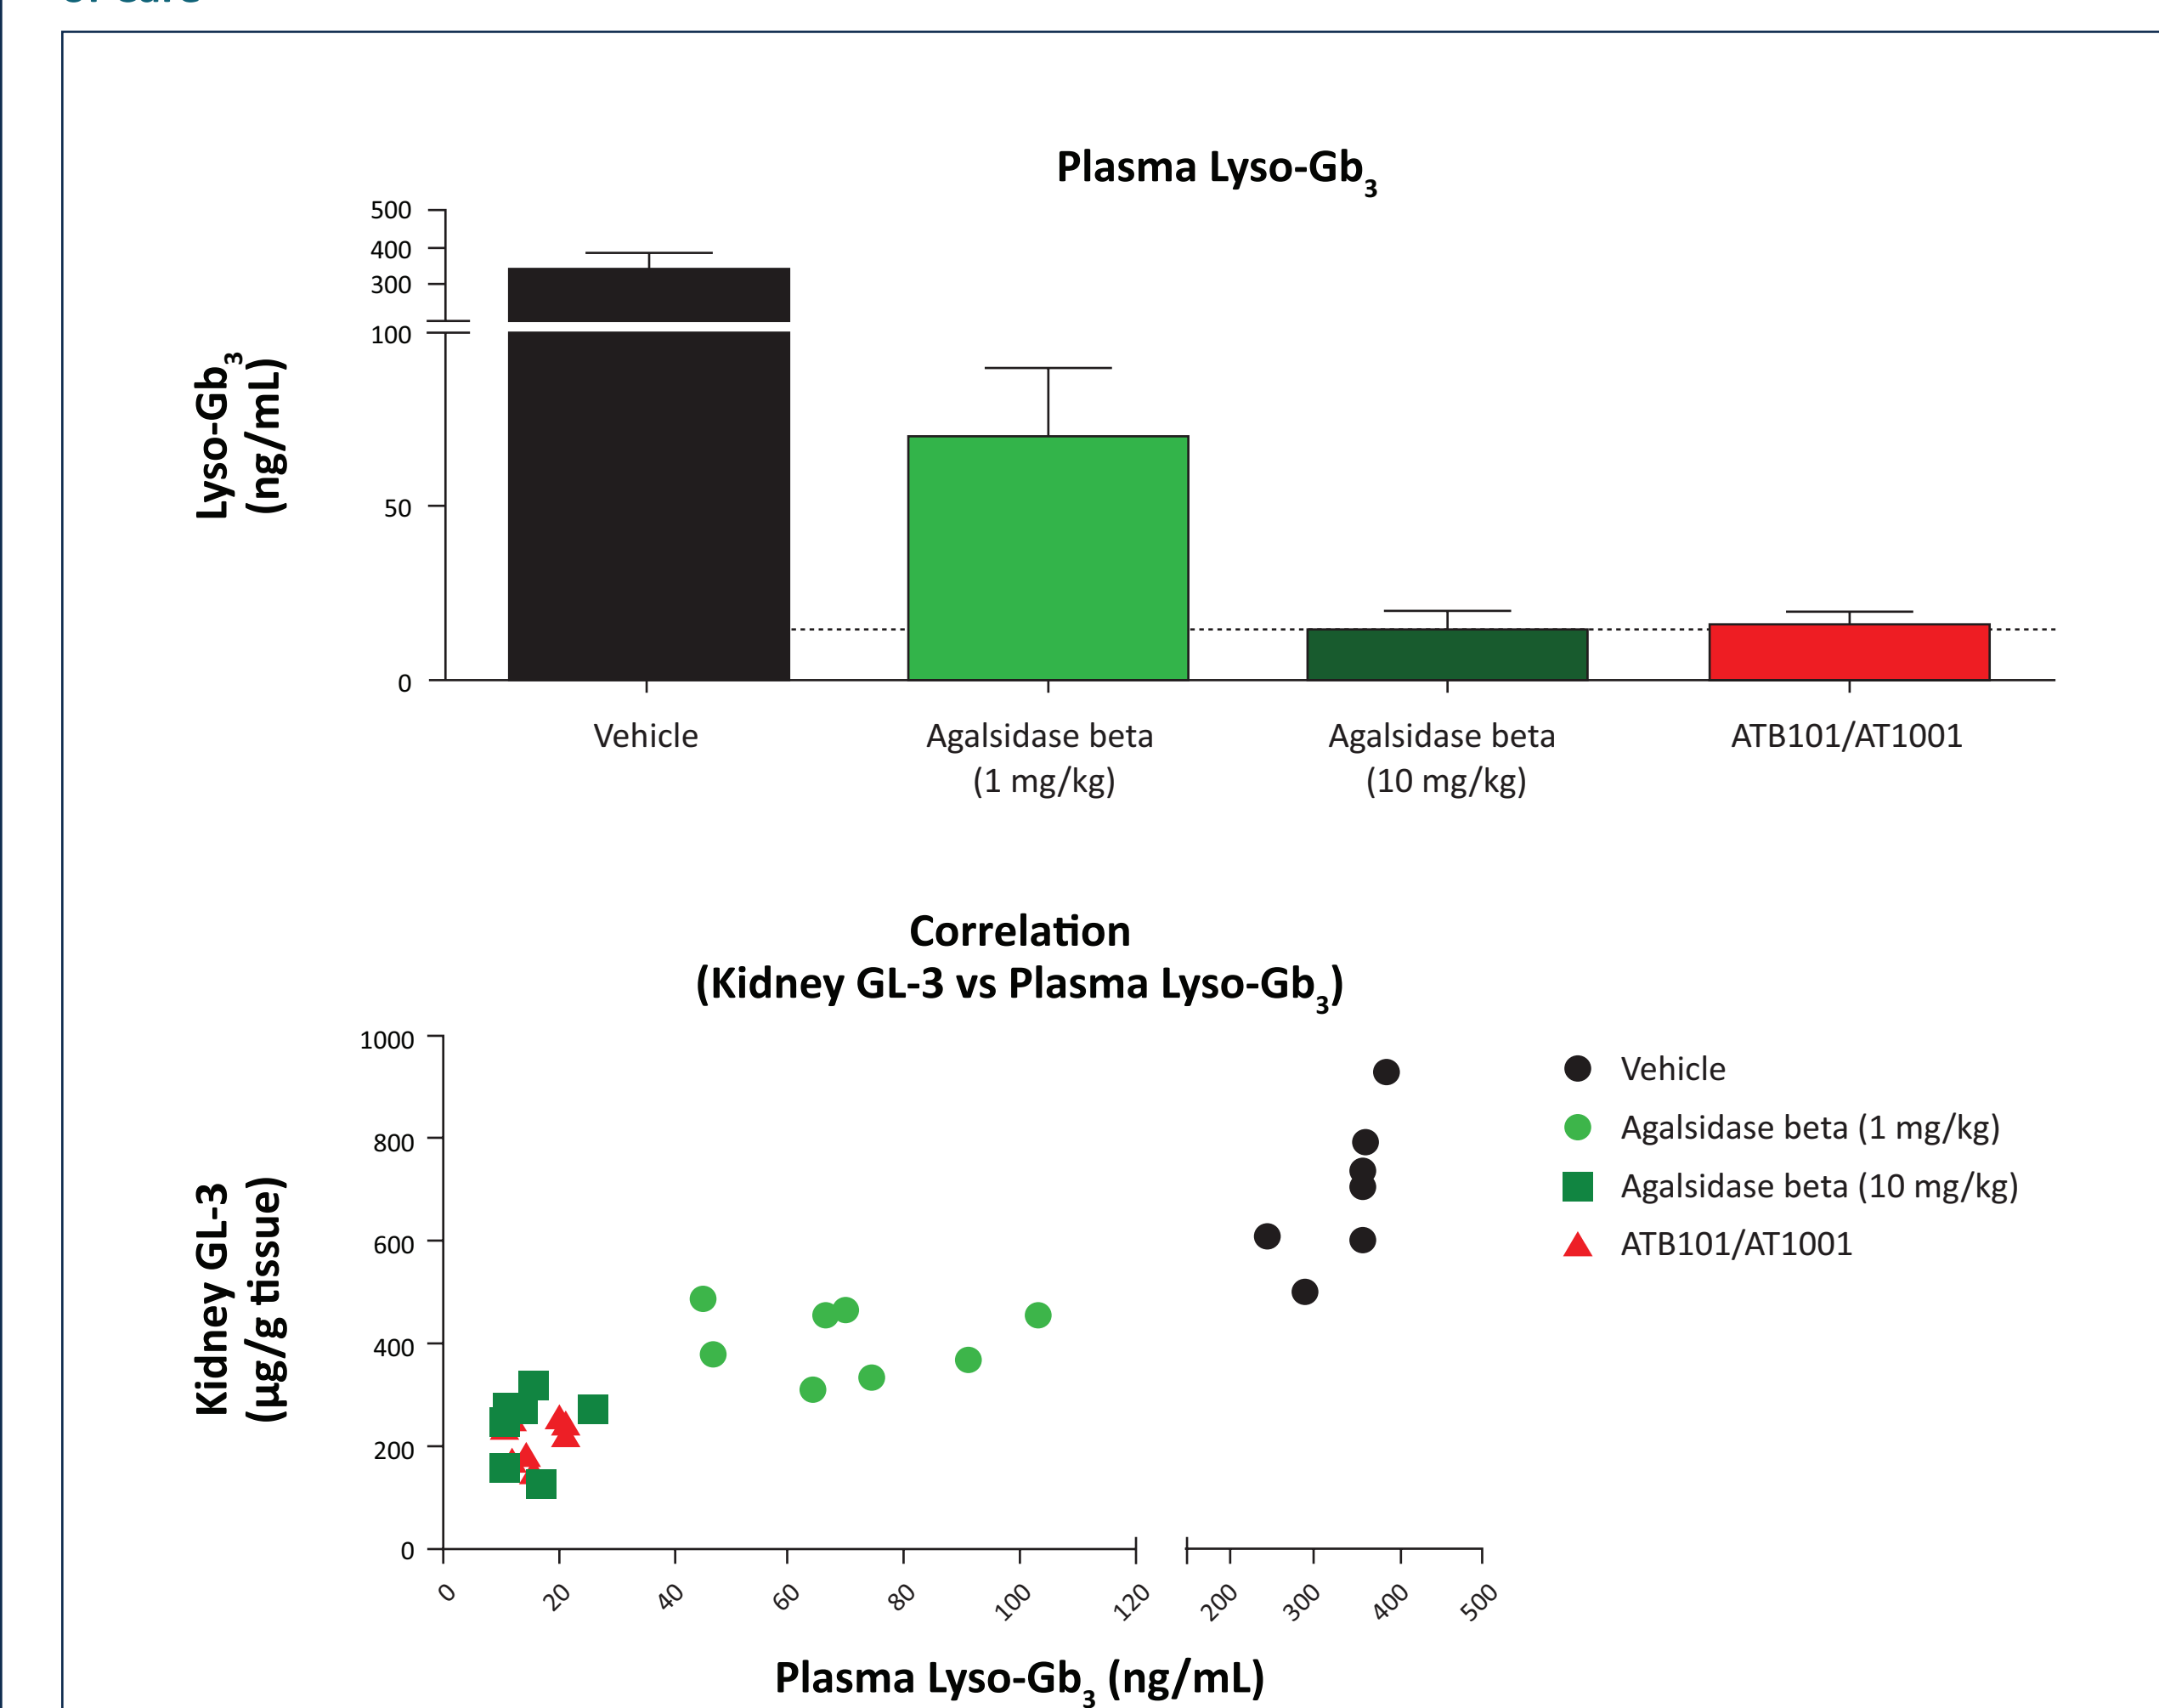 Plasma Lyso-Gb3
Lyso-Gb3
(ng/mL)
500
400
300
100
50
0
Vehicle
Agalsidase beta
(1 mg/kg)
Agalsidase beta
(10 mg/kg)
ATB101/AT1001
Correlation
(Kidney GL-3 vs Plasma Lyso-Gb3)
Kidney GL-3
(µg/g tissue)
1000
800
600
400
200
0
0 20 40 60 80 100 120 200 300 400 500
Plasma Lyso-Gb3 (ng/mL)
Vehicle
Agalsidase beta (1 mg/kg)
Agalsidase beta (10 mg/kg)
ATB101/AT1001